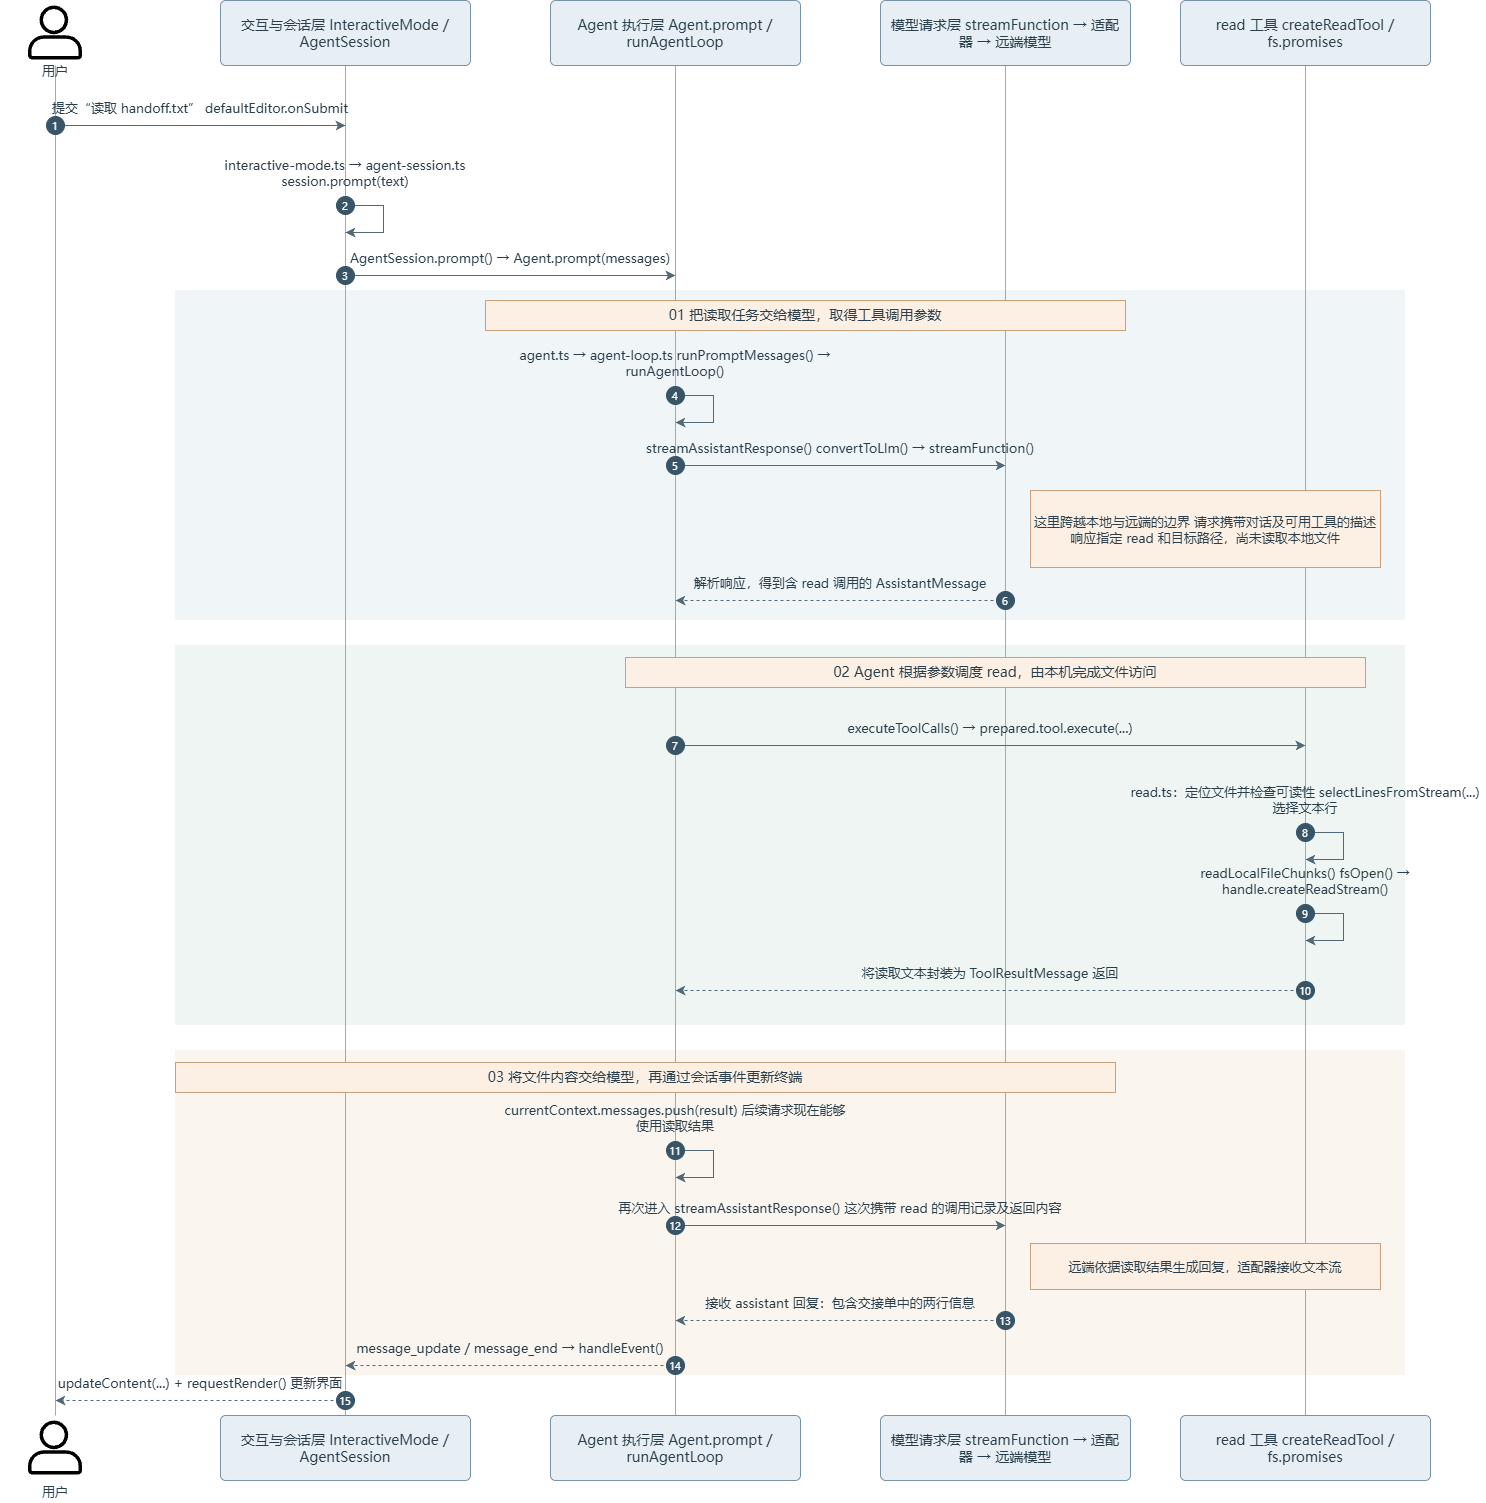 用户
交互与会话层 InteractiveMode /
AgentSession
Agent 执行层 Agent.prompt /
runAgentLoop
模型请求层 streamFunction → 适配
器 → 远端模型
read 工具 createReadTool /
fs.promises
提交“读取 handoff.txt” defaultEditor.onSubmit
1
interactive-mode.ts → agent-session.ts
session.prompt(text)
2
AgentSession.prompt() → Agent.prompt(messages)
3
01 把读取任务交给模型，取得工具调用参数
agent.ts → agent-loop.ts runPromptMessages() →
runAgentLoop()
4
streamAssistantResponse() convertToLlm() → streamFunction()
5
这里跨越本地与远端的边界 请求携带对话及可用工具的描述
响应指定 read 和目标路径，尚未读取本地文件
解析响应，得到含 read 调用的 AssistantMessage
6
02 Agent 根据参数调度 read，由本机完成文件访问
executeToolCalls() → prepared.tool.execute(...)
7
read.ts：定位文件并检查可读性 selectLinesFromStream(...)
选择文本行
8
readLocalFileChunks() fsOpen() →
handle.createReadStream()
9
将读取文本封装为 ToolResultMessage 返回
10
03 将文件内容交给模型，再通过会话事件更新终端
currentContext.messages.push(result) 后续请求现在能够
使用读取结果
11
再次进入 streamAssistantResponse() 这次携带 read 的调用记录及返回内容
12
远端依据读取结果生成回复，适配器接收文本流
接收 assistant 回复：包含交接单中的两行信息
13
message_update / message_end → handleEvent()
14
updateContent(...) + requestRender() 更新界面
15
用户
交互与会话层 InteractiveMode /
AgentSession
Agent 执行层 Agent.prompt /
runAgentLoop
模型请求层 streamFunction → 适配
器 → 远端模型
read 工具 createReadTool /
fs.promises